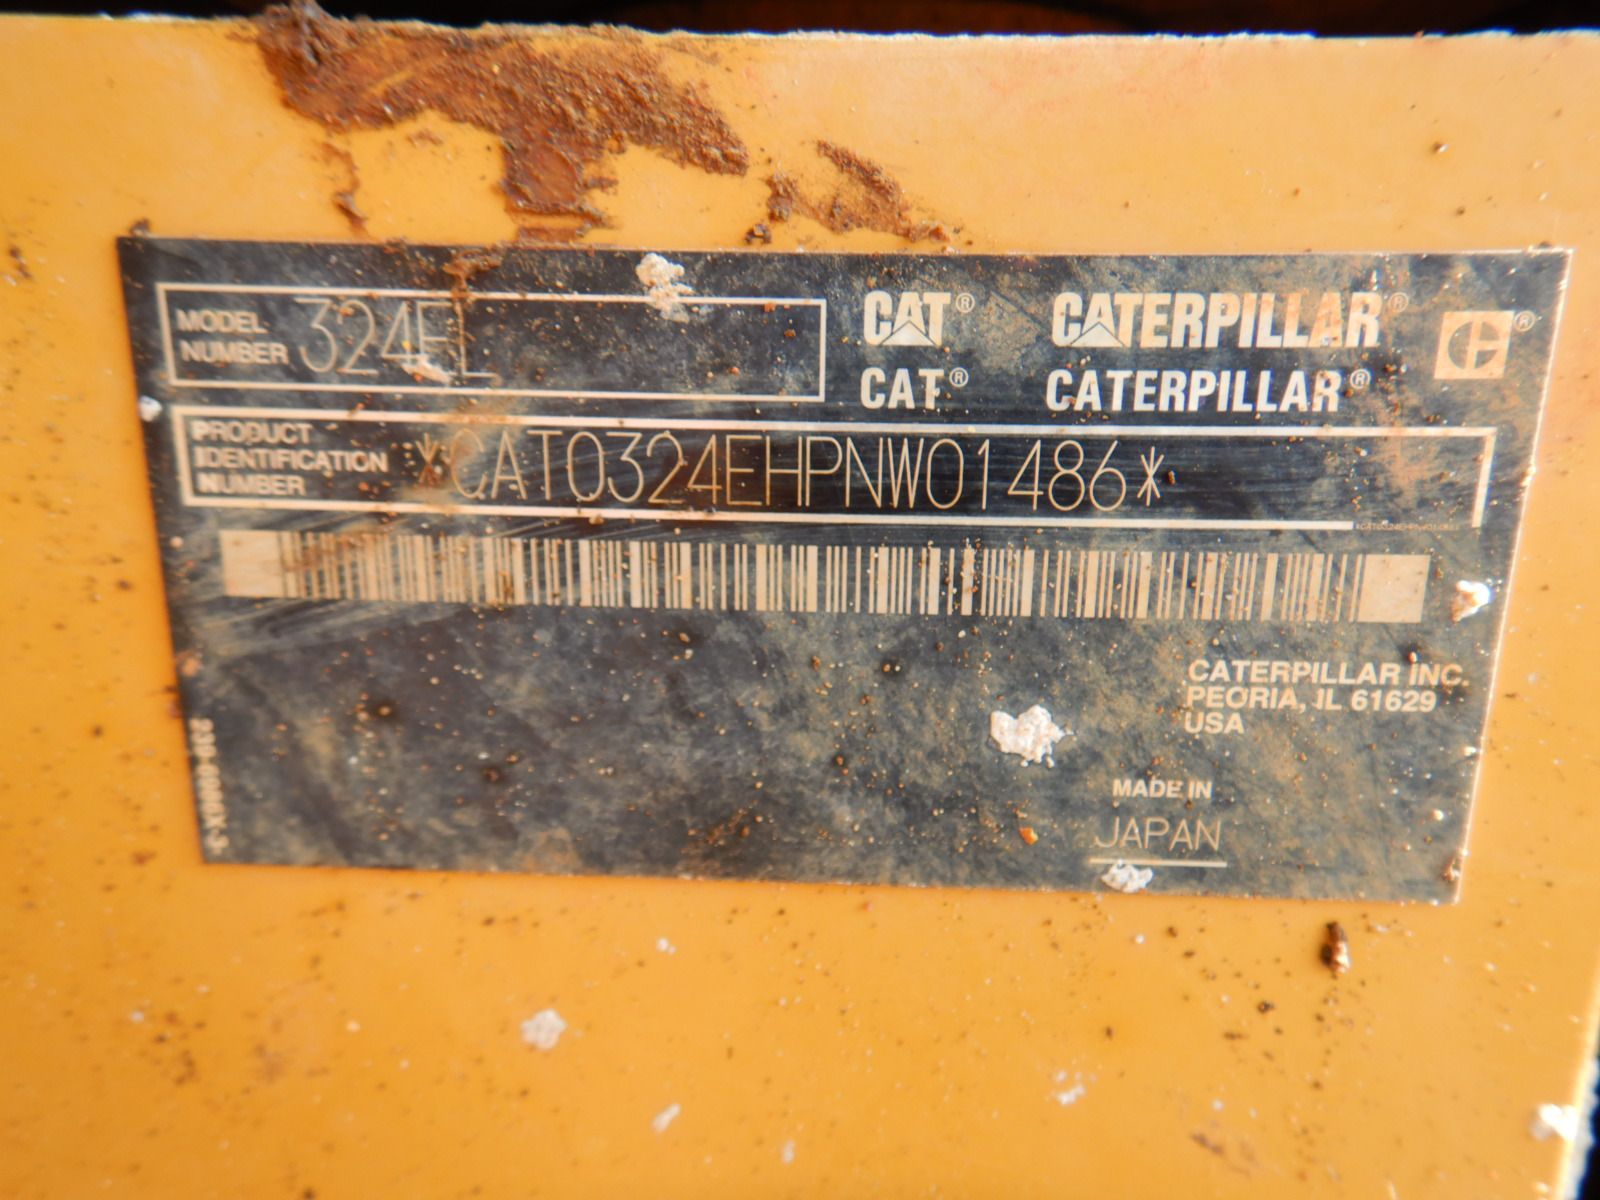 MODEL NUMBER 324EL
CAT® CATERPILLAR®
CAT® CATERPILLAR®
PRODUCT IDENTIFICATION NUMBER *CAT0324EHPNW01486*
CATERPILLAR INC.
PEORIA, IL 61629
USA
MADE IN
JAPAN